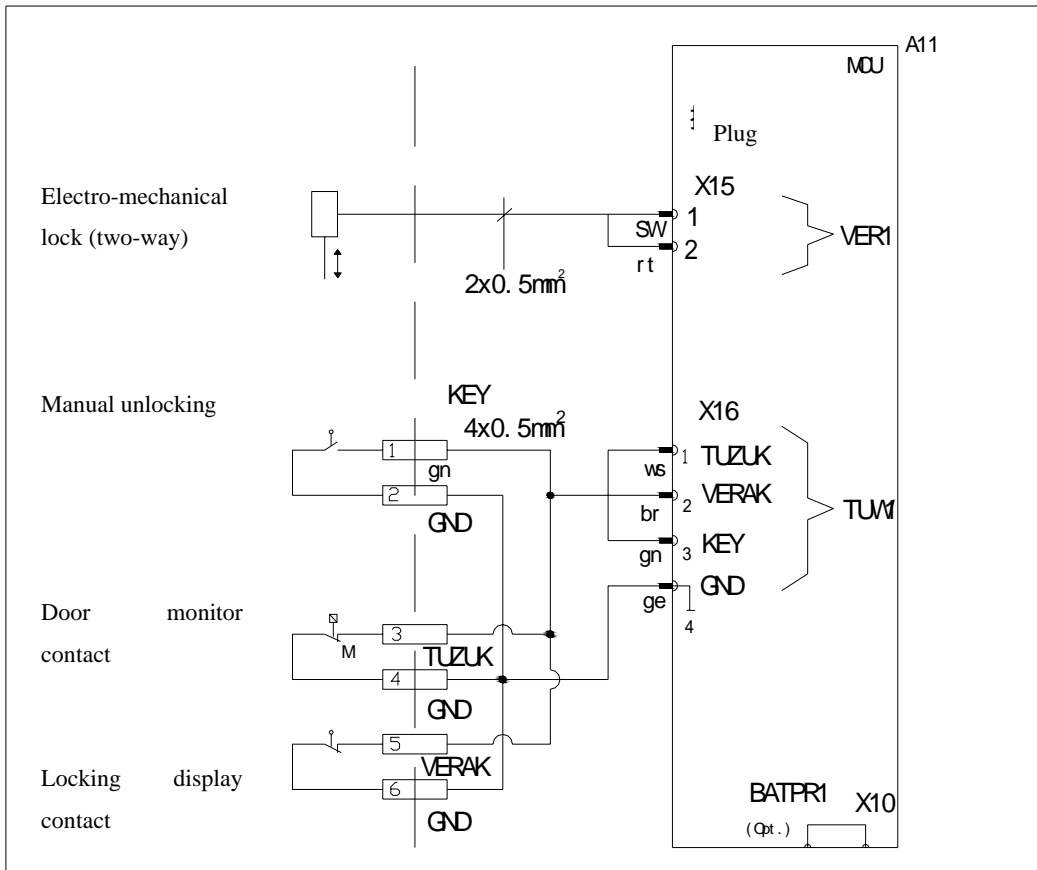 A11
MCU
Plug
Electro-mechanical
lock (two-way)
X15
1
SW
2
rt
VER1
2x0.5mm²
Manual unlocking
KEY
4x0.5mm²
X16
1
gn
2
GND
ws
1
TUZUK
br
2
VERAK
gn
3
KEY
ge
GND
4
TUW1
Door monitor
contact
M
3
TUZUK
4
GND
5
VERAK
Locking display
contact
6
GND
BATPR1
X10
(Opt.)